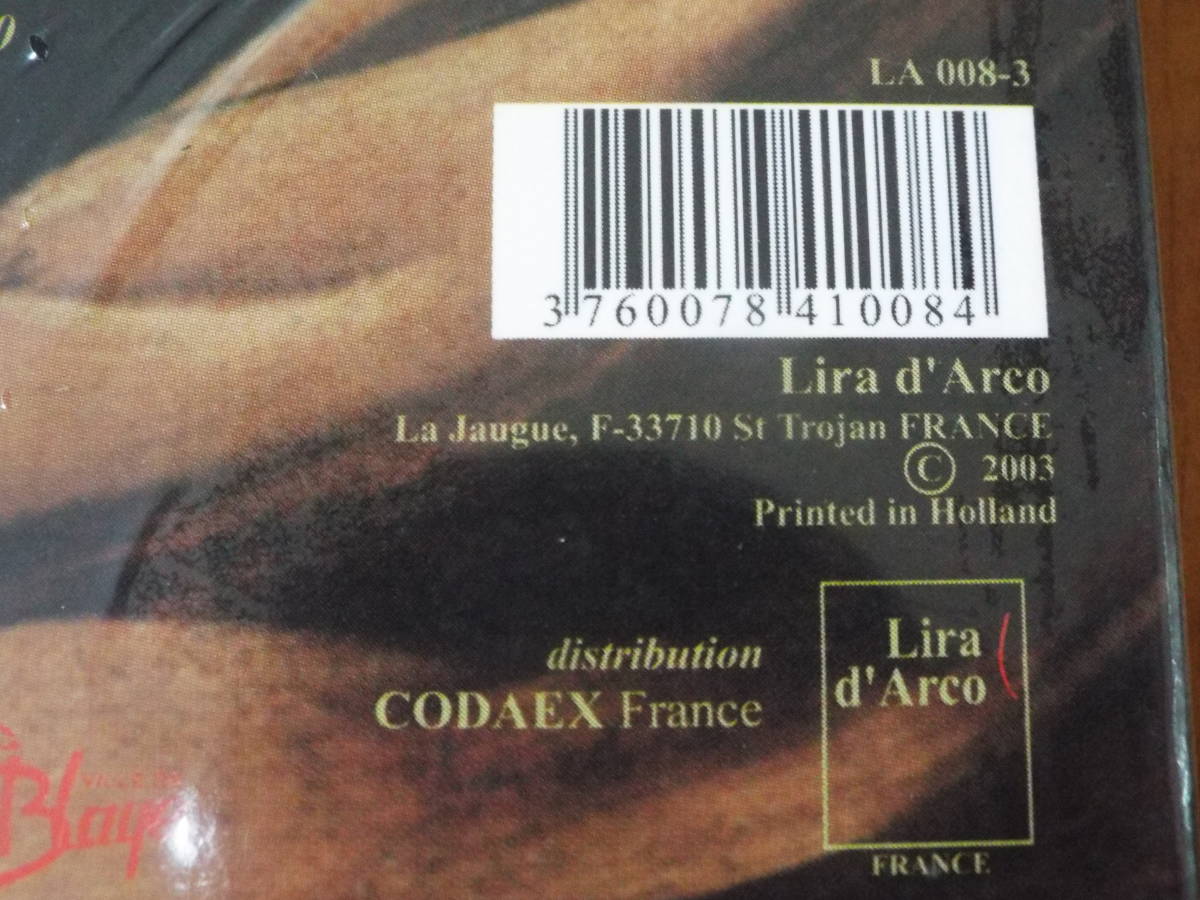 LA 008-3
3 760078 410084
Lira d'Arco
La Jaugue, F-33710 St Trojan FRANCE
© 2003
Printed in Holland
distribution
CODAEX France
Lira
d'Arco
FRANCE